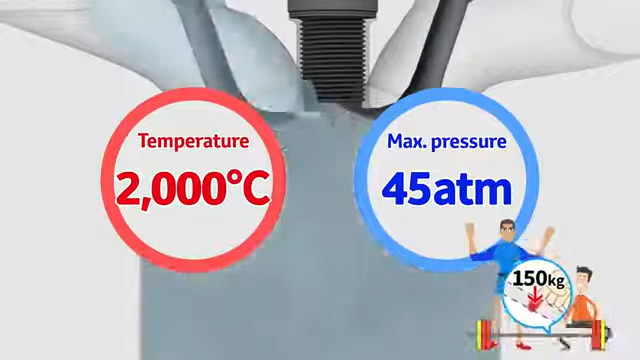 Temperature
2,000°C
Max. pressure
45atm
150kg